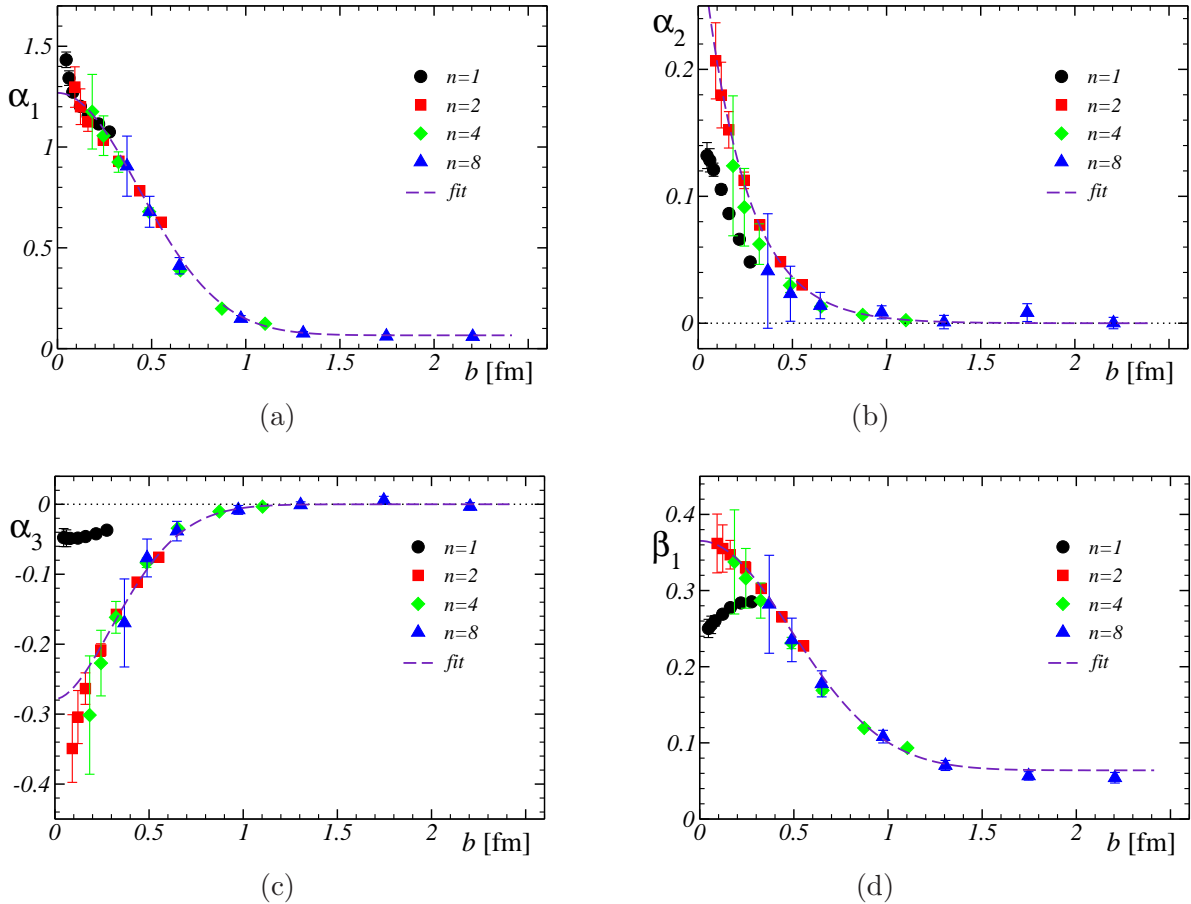 α1
1.5
1
0.5
0
0 0.5 1 1.5 2
b [fm]
n=1
n=2
n=4
n=8
fit
(a)
α2
0.2
0.1
0
0 0.5 1 1.5 2
b [fm]
n=1
n=2
n=4
n=8
fit
(b)
α3
0
-0.1
-0.2
-0.3
-0.4
0 0.5 1 1.5 2
b [fm]
n=1
n=2
n=4
n=8
fit
(c)
β1
0.4
0.3
0.2
0.1
0
0 0.5 1 1.5 2
b [fm]
n=1
n=2
n=4
n=8
fit
(d)